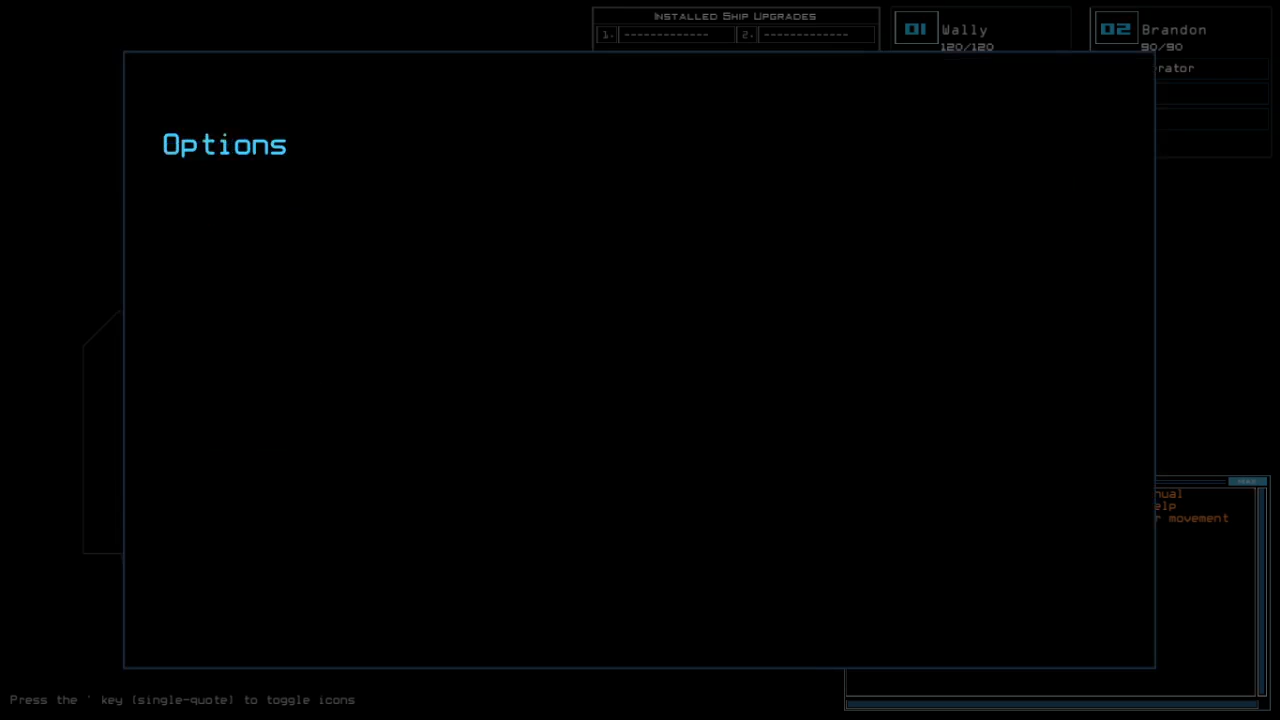 Installed Ship Upgrades
1. -------------- 2. --------------
01 Wally
120/120
02 Brandon
90/90
rator
Options
nual
elp
r movement
Press the ' key (single-quote) to toggle icons